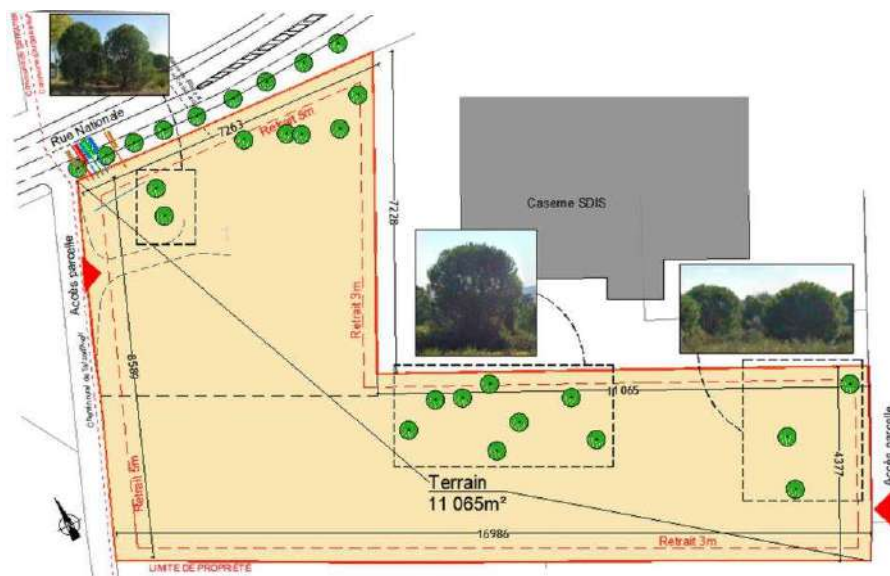 Rue Nationale
7263
Retrait 5m
7228
Caserne SDIS
Accès parcelle
Retrait 3m
8589
11 065
Accès parcelle
4377
Retrait 5m
Terrain
11 065m²
16986
Retrait 3m
LIMITE DE PROPRIÉTÉ